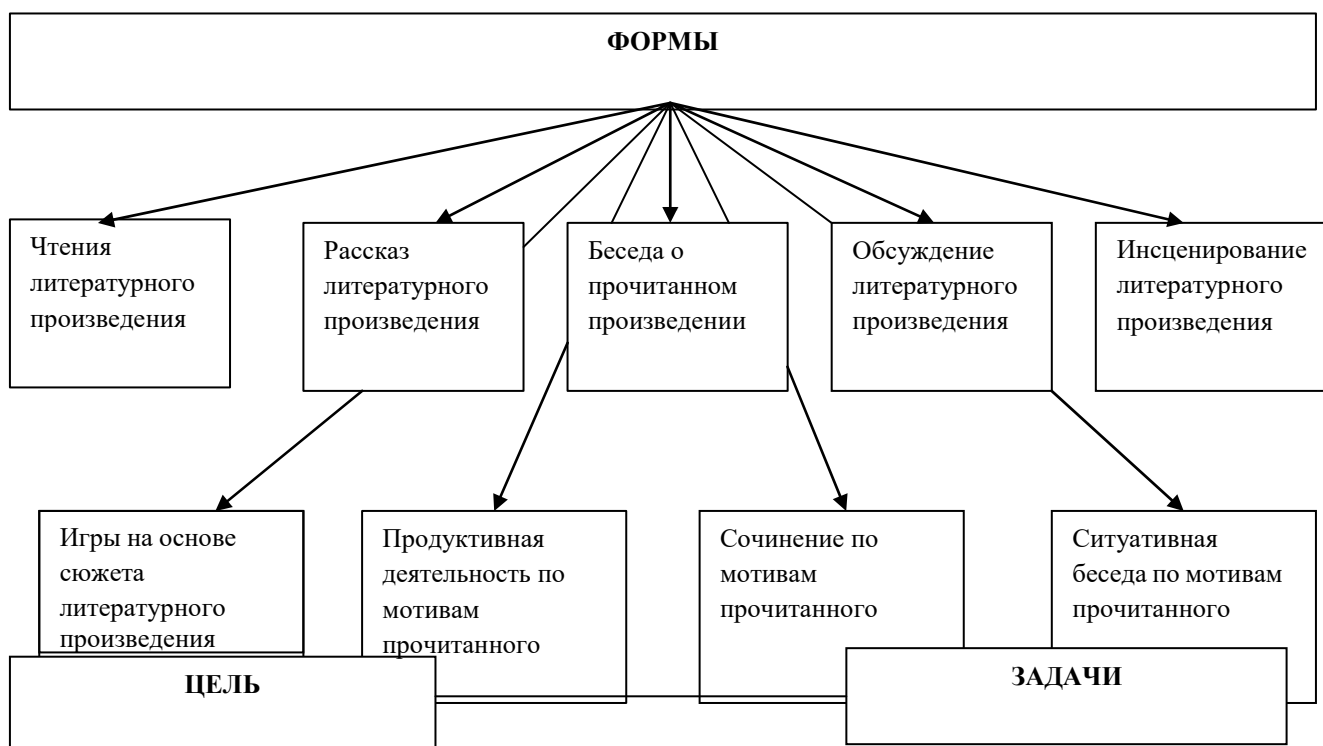 ФОРМЫ
Чтения
литературного
произведения
Рассказ
литературного
произведения
Беседа о
прочитанном
произведении
Обсуждение
литературного
произведения
Инсценирование
литературного
произведения
Игры на основе
сюжета
литературного
произведения
Продуктивная
деятельность по
мотивам
прочитанного
Сочинение по
мотивам
прочитанного
Ситуативная
беседа по мотивам
прочитанного
ЦЕЛЬ
ЗАДАЧИ